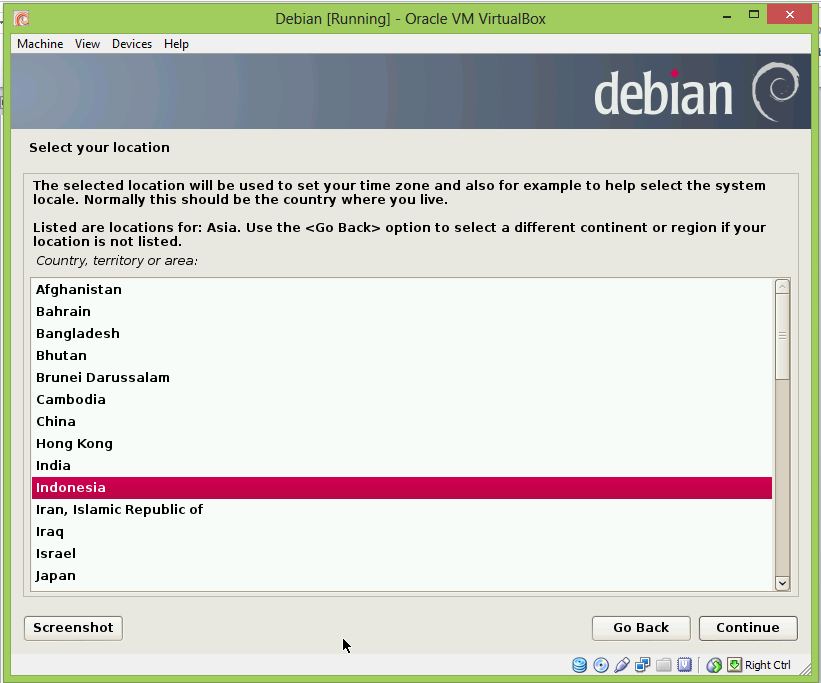 Debian [Running] - Oracle VM VirtualBox
Machine View Devices Help
debian
Select your location
The selected location will be used to set your time zone and also for example to help select the system
locale. Normally this should be the country where you live.
Listed are locations for: Asia. Use the <Go Back> option to select a different continent or region if your
location is not listed.
Country, territory or area:
Afghanistan
Bahrain
Bangladesh
Bhutan
Brunei Darussalam
Cambodia
China
Hong Kong
India
Indonesia
Iran, Islamic Republic of
Iraq
Israel
Japan
Screenshot Go Back Continue
Right Ctrl